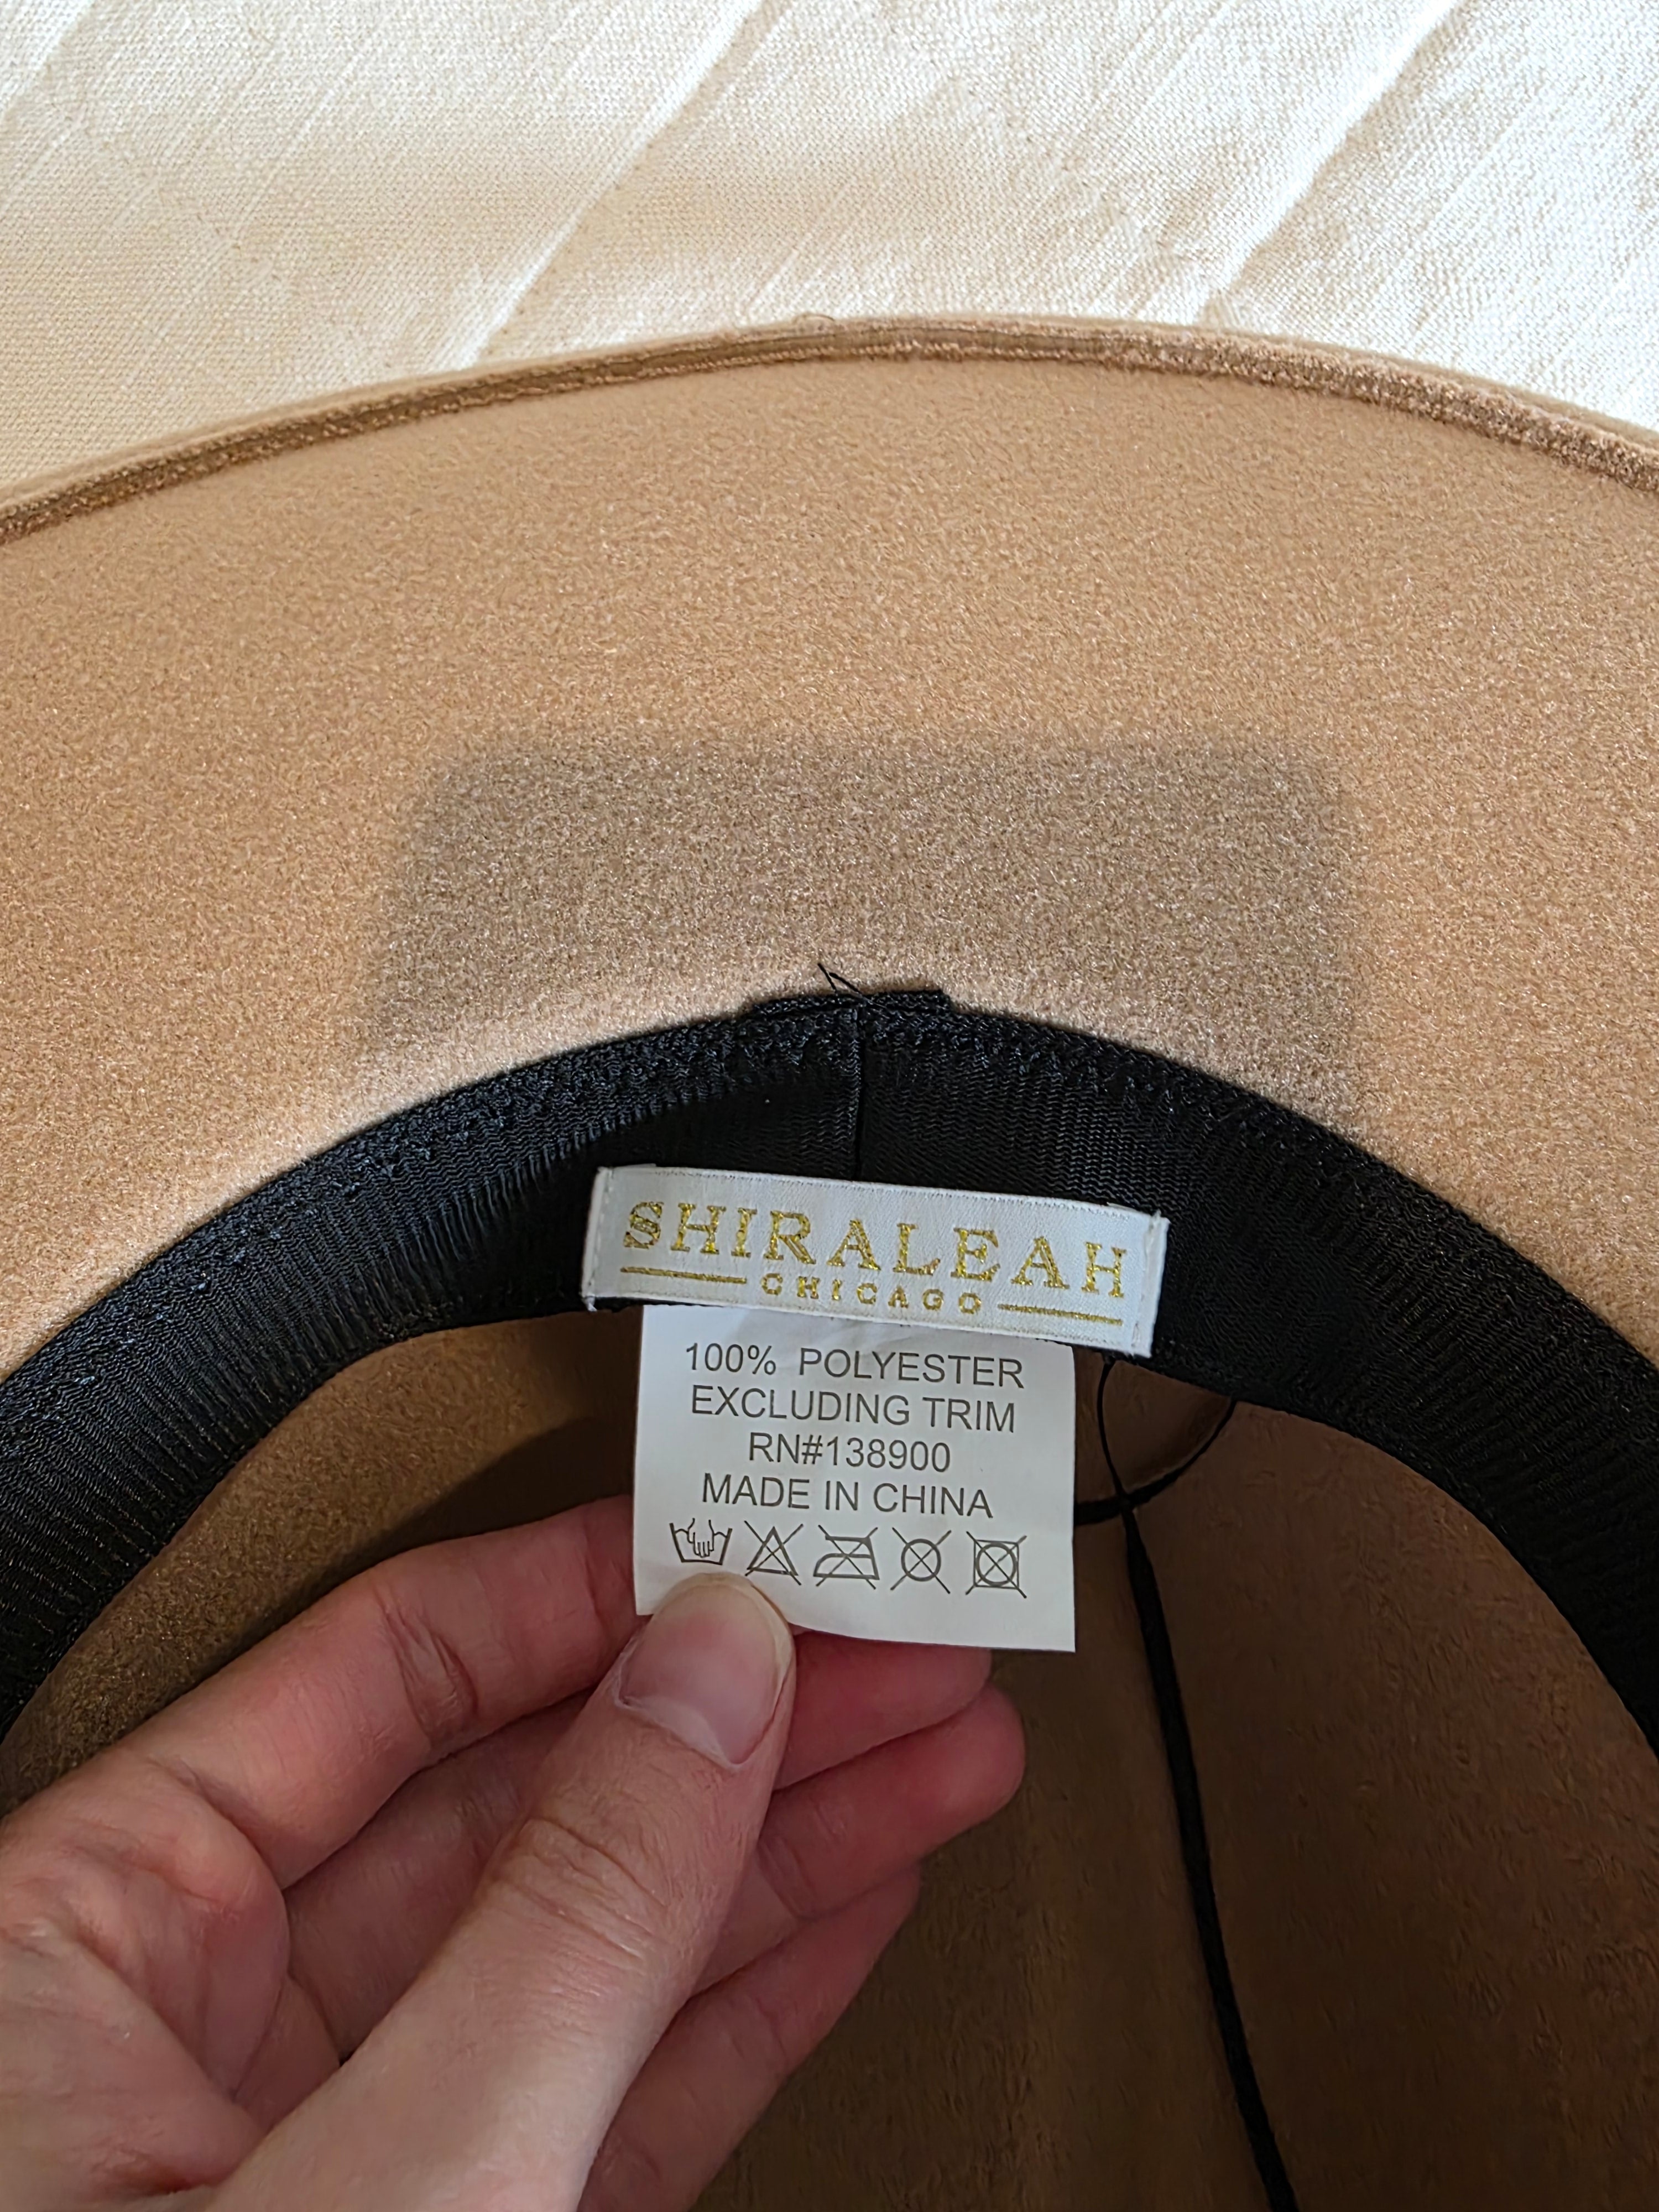 SHIRALEAH
CHICAGO
100% POLYESTER
EXCLUDING TRIM
RN#138900
MADE IN CHINA